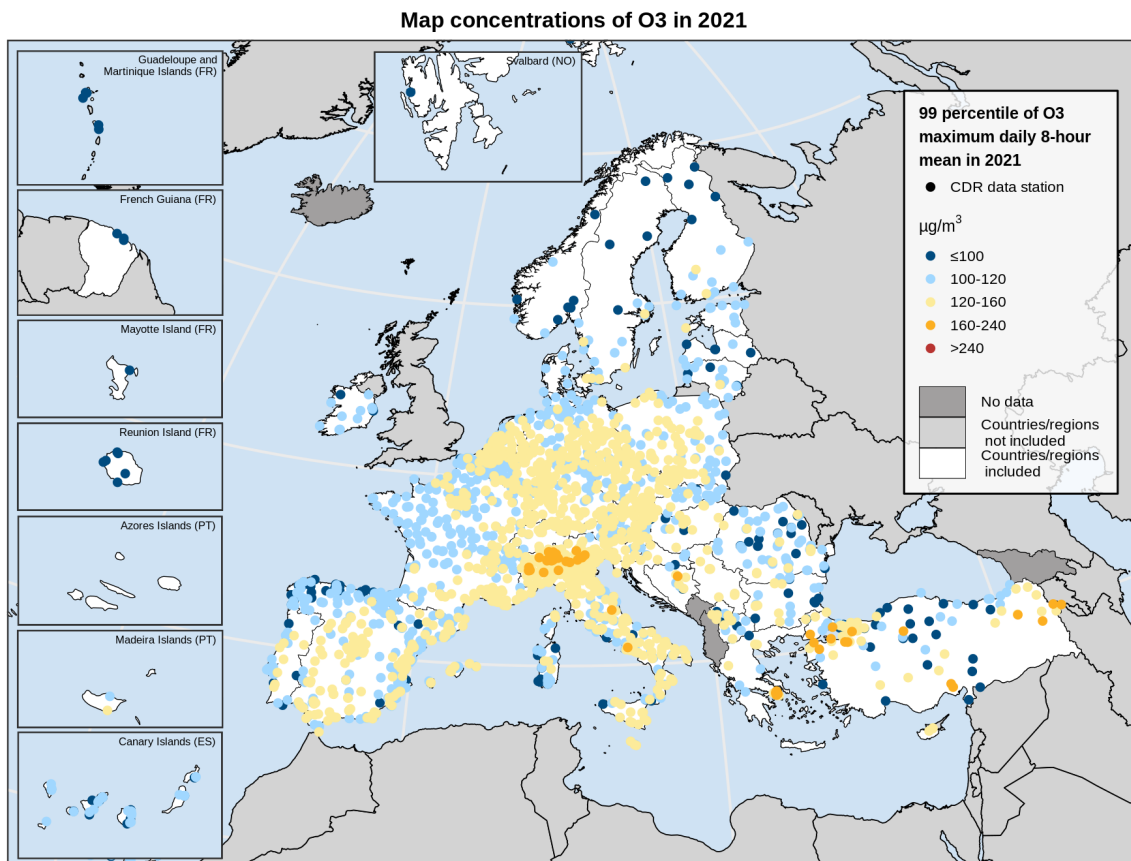 Map concentrations of O3 in 2021
Guadeloupe and
Martinique Islands (FR)
Svalbard (NO)
French Guiana (FR)
Mayotte Island (FR)
Reunion Island (FR)
Azores Islands (PT)
Madeira Islands (PT)
Canary Islands (ES)
99 percentile of O3
maximum daily 8-hour
mean in 2021
CDR data station
µg/m³
≤100
100-120
120-160
160-240
>240
No data
Countries/regions
not included
Countries/regions
included